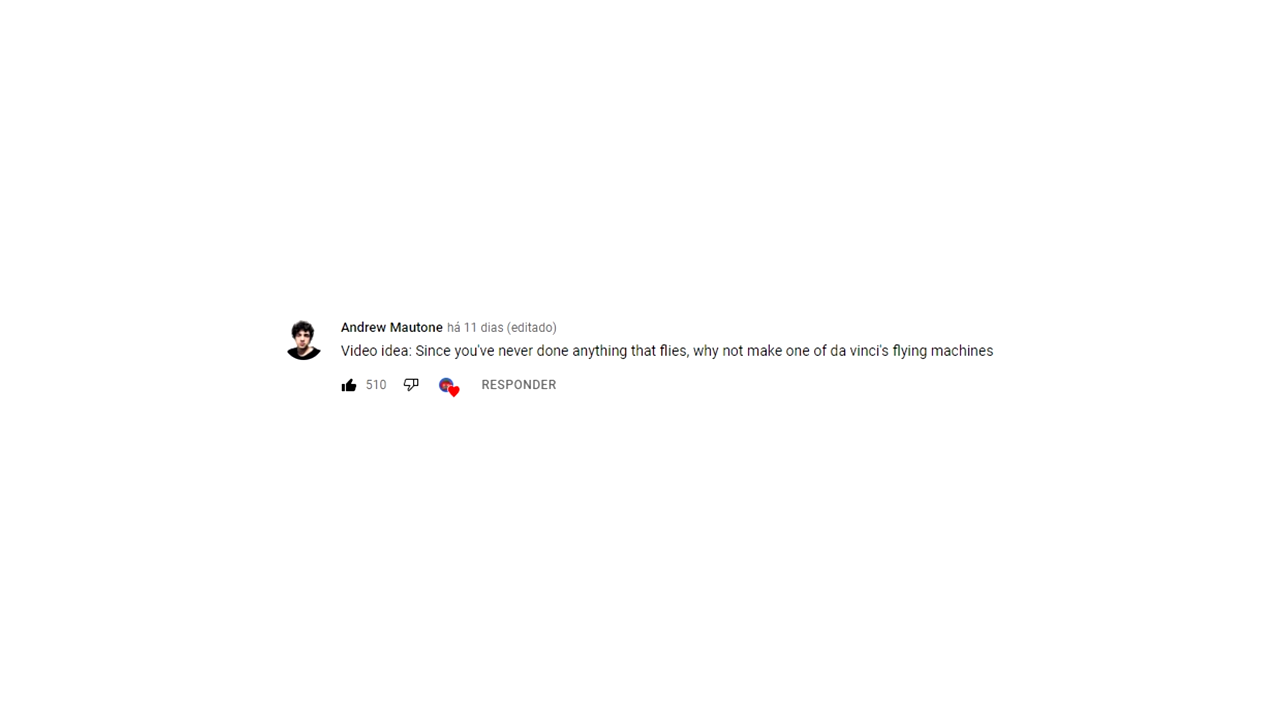 Andrew Mautone há 11 dias (editado)
Video idea: Since you've never done anything that flies, why not make one of da vinci's flying machines
510 RESPONDER